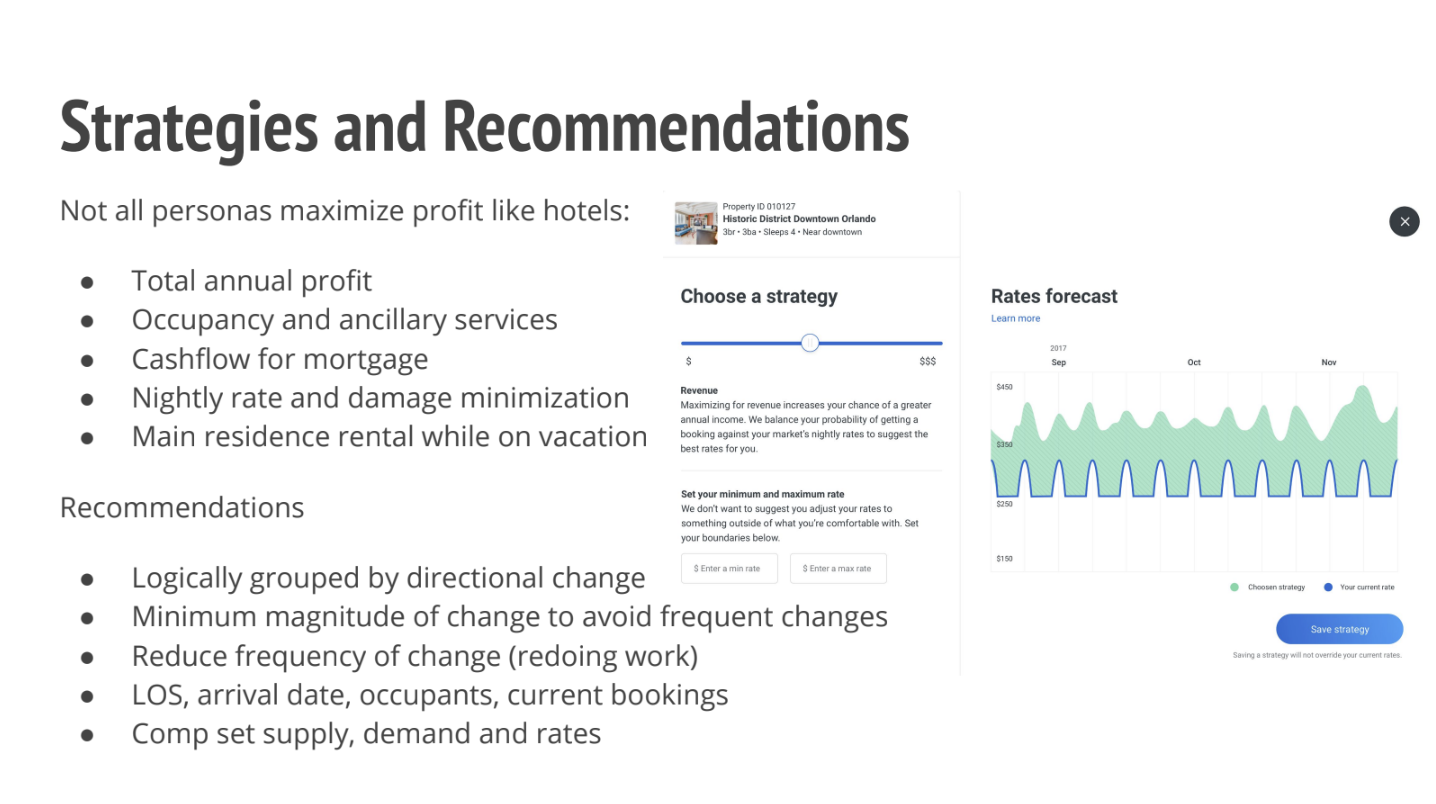 Strategies and Recommendations
Not all personas maximize profit like hotels:
● Total annual profit
● Occupancy and ancillary services
● Cashflow for mortgage
● Nightly rate and damage minimization
● Main residence rental while on vacation
Recommendations
● Logically grouped by directional change
● Minimum magnitude of change to avoid frequent changes
● Reduce frequency of change (redoing work)
● LOS, arrival date, occupants, current bookings
● Comp set supply, demand and rates
Property ID 010127
Historic District Downtown Orlando
3br • 3ba • Sleeps 4 • Near downtown
Choose a strategy
$ $$$
Revenue
Maximizing for revenue increases your chance of a greater
annual income. We balance your probability of getting a
booking against your market's nightly rates to suggest the
best rates for you.
Set your minimum and maximum rate
We don't want to suggest you adjust your rates to
something outside of what you're comfortable with. Set
your boundaries below.
$ Enter a min rate $ Enter a max rate
Rates forecast
Learn more
2017
Sep Oct Nov
$450
$350
$250
$150
Choosen strategy Your current rate
Save strategy
Saving a strategy will not override your current rates.